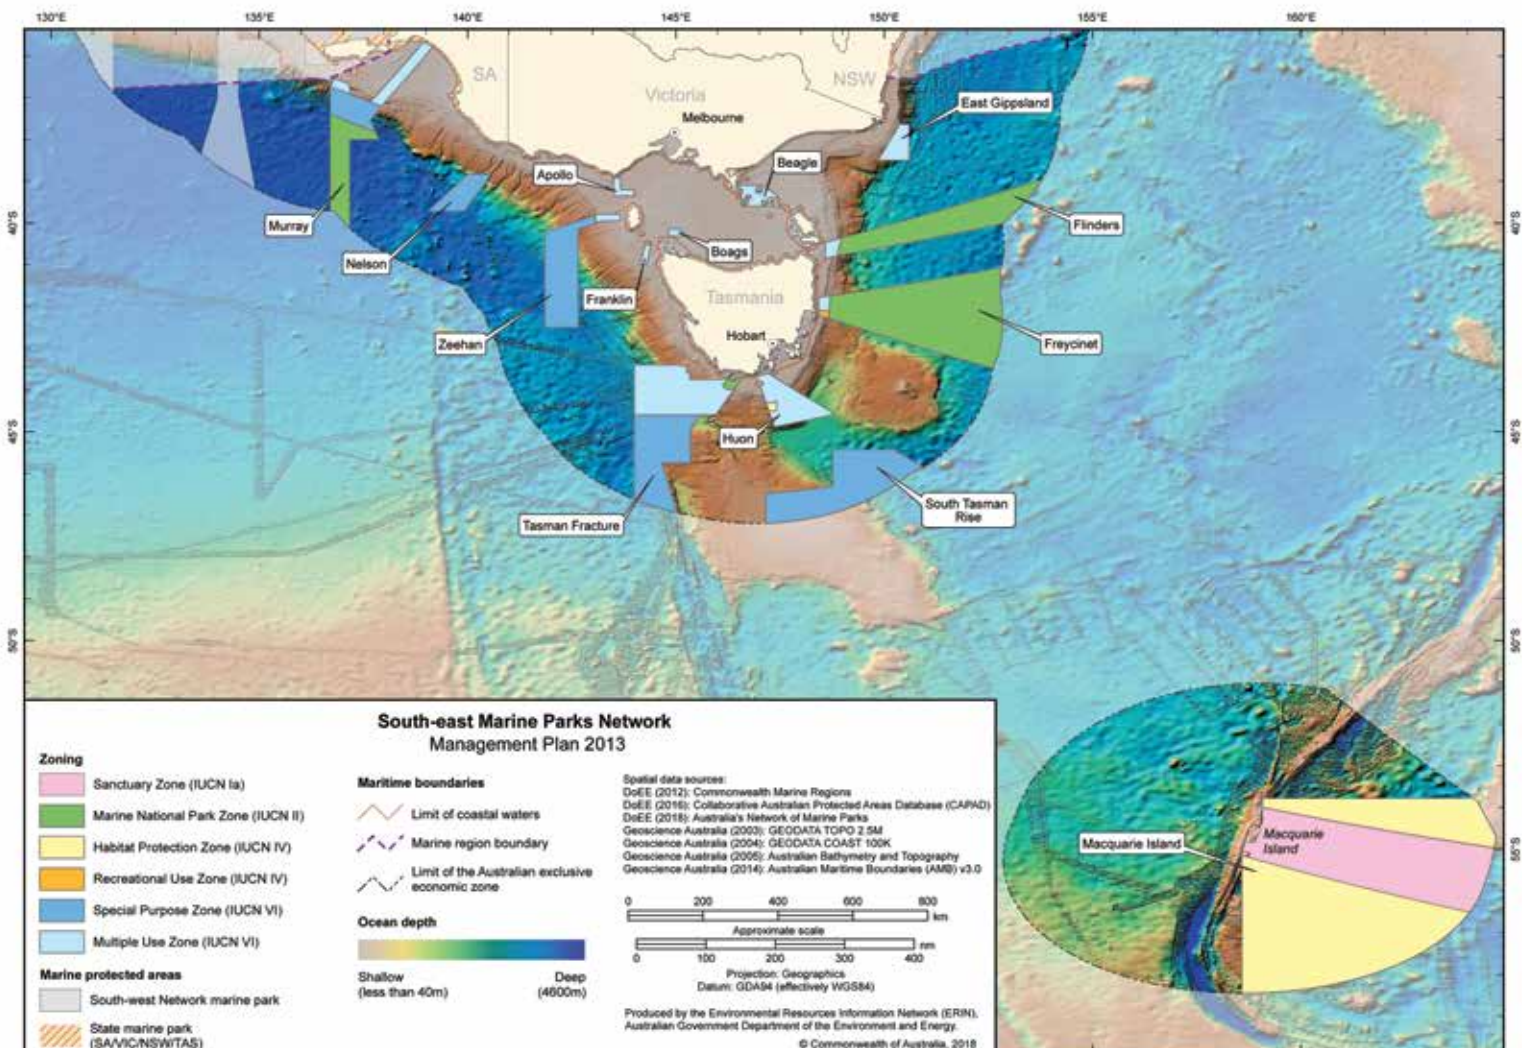 130°E 135°E 140°E 145°E 150°E 155°E 160°E
SA
Victoria
NSW
Melbourne
East Gippsland
Apollo
Beagle
40°S
40°S
Murray
Flinders
Nelson
Boags
Franklin
Tasmania
Hobart
Zeehan
Freycinet
45°S
45°S
Huon
South Tasman
Rise
Tasman Fracture
50°S
50°S
Macquarie Island
Macquarie
Island
55°S
South-east Marine Parks Network
Management Plan 2013
Zoning
Sanctuary Zone (IUCN Ia)
Marine National Park Zone (IUCN II)
Habitat Protection Zone (IUCN IV)
Recreational Use Zone (IUCN IV)
Special Purpose Zone (IUCN VI)
Multiple Use Zone (IUCN VI)
Marine protected areas
South-west Network marine park
State marine park
(SA/VIC/NSW/TAS)
Maritime boundaries
Limit of coastal waters
Marine region boundary
Limit of the Australian exclusive
economic zone
Ocean depth
Shallow
(less than 40m)
Deep
(4600m)
Spatial data sources:
DoEE (2012): Commonwealth Marine Regions
DoEE (2016): Collaborative Australian Protected Areas Database (CAPAD)
DoEE (2018): Australia's Network of Marine Parks
Geoscience Australia (2003): GEODATA TOPO 2.5M
Geoscience Australia (2004): GEODATA COAST 100K
Geoscience Australia (2005): Australian Bathymetry and Topography
Geoscience Australia (2014): Australian Maritime Boundaries (AMB) v3.0
0 200 400 600 800
km
Approximate scale
nm
0 100 200 300 400
Projection: Geographics
Datum: GDA94 (effectively WGS84)
Produced by the Environmental Resources Information Network (ERIN),
Australian Government Department of the Environment and Energy.
© Commonwealth of Australia, 2018